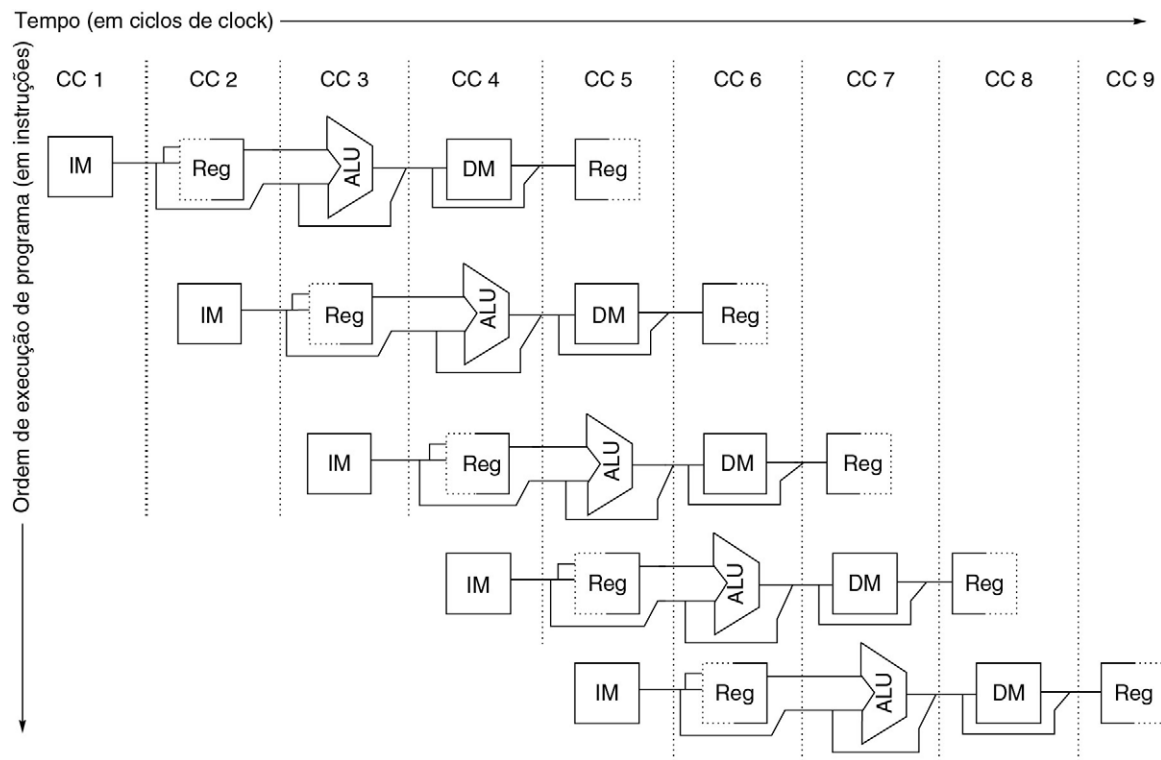 Tempo (em ciclos de clock)
Ordem de execução de programa (em instruções)
CC 1 CC 2 CC 3 CC 4 CC 5 CC 6 CC 7 CC 8 CC 9
IM Reg ALU DM Reg
IM Reg ALU DM Reg
IM Reg ALU DM Reg
IM Reg ALU DM Reg
IM Reg ALU DM Reg